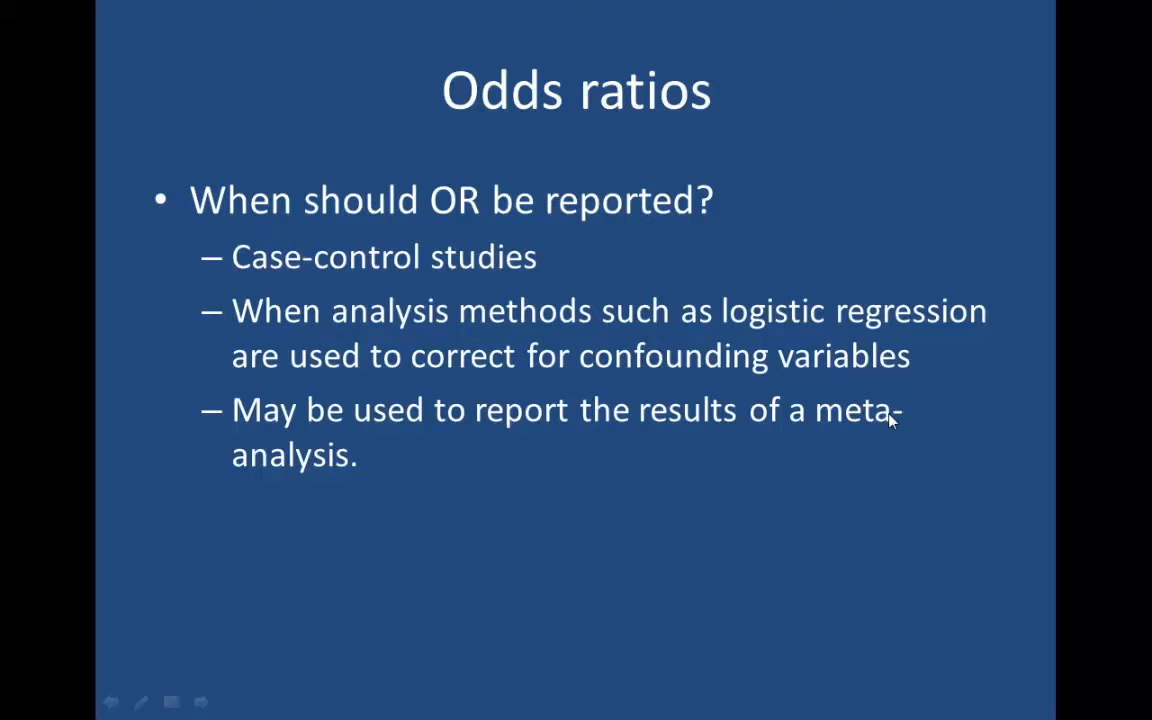 Odds ratios
• When should OR be reported?
– Case-control studies
– When analysis methods such as logistic regression
are used to correct for confounding variables
– May be used to report the results of a meta-
analysis.